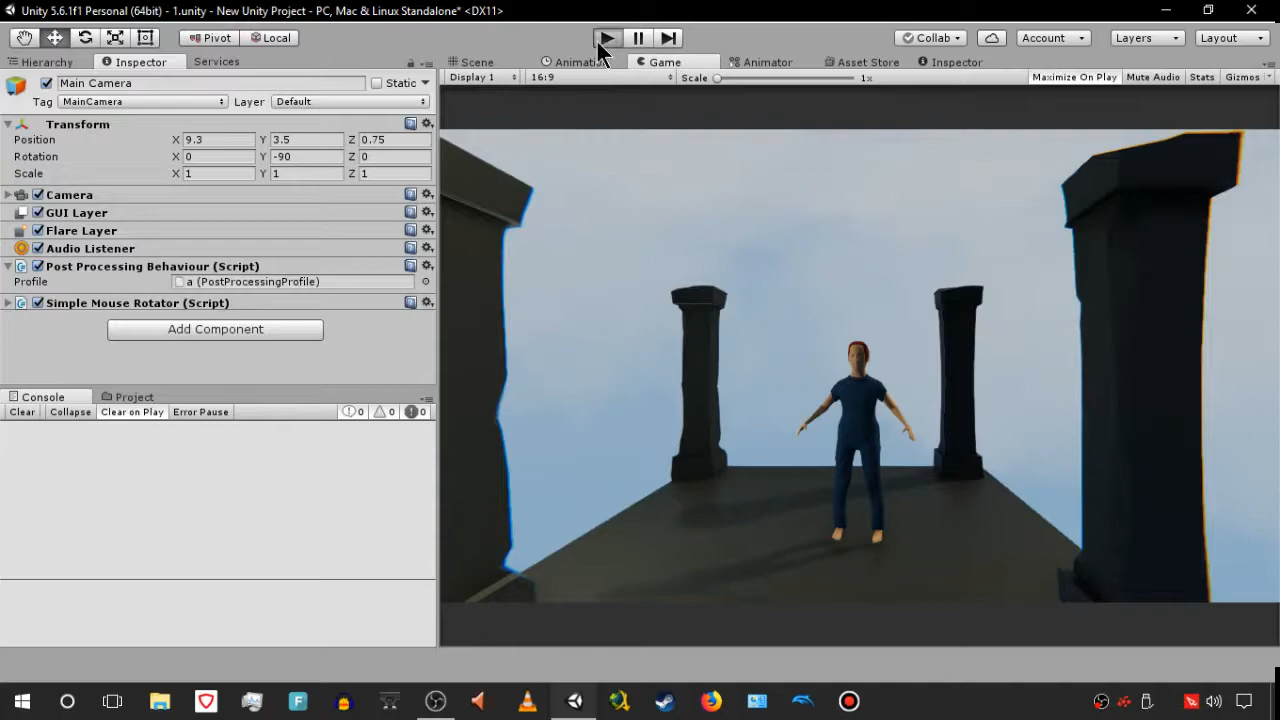 Unity 5.6.1f1 Personal (64bit) - 1.unity - New Unity Project - PC, Mac & Linux Standalone* <DX11>
Pivot Local Collab Account Layers Layout
Hierarchy Inspector Services
Scene Animation Game Animator Asset Store Inspector
Display 1 16:9 Scale 1x Maximize On Play Mute Audio Stats Gizmos
Main Camera Static
Tag MainCamera Layer Default
Transform
Position X 9.3 Y 3.5 Z 0.75
Rotation X 0 Y -90 Z 0
Scale X 1 Y 1 Z 1
Camera
GUI Layer
Flare Layer
Audio Listener
Post Processing Behaviour (Script)
Profile a (PostProcessingProfile)
Simple Mouse Rotator (Script)
Add Component
Console Project
Clear Collapse Clear on Play Error Pause 0 0 0